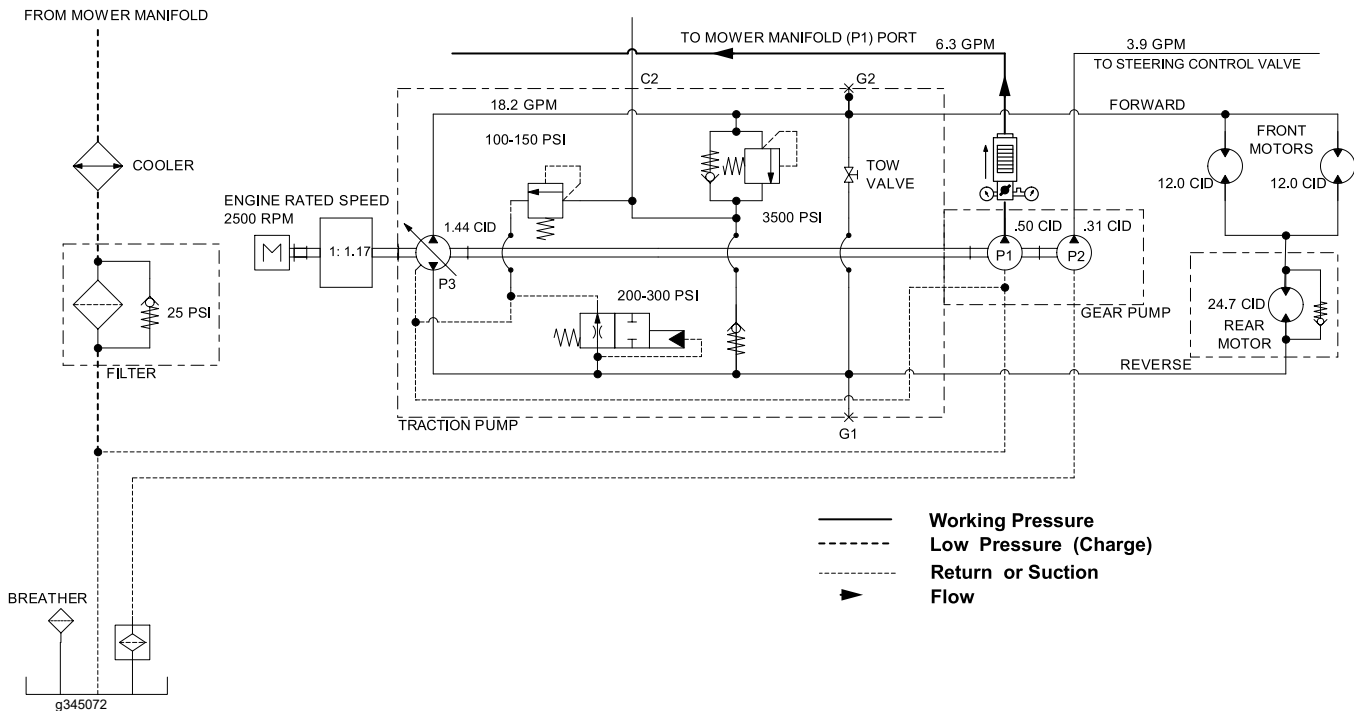 FROM MOWER MANIFOLD
TO MOWER MANIFOLD (P1) PORT
6.3 GPM
3.9 GPM
TO STEERING CONTROL VALVE
C2
G2
18.2 GPM
FORWARD
100-150 PSI
FRONT
MOTORS
COOLER
TOW
VALVE
12.0 CID
12.0 CID
ENGINE RATED SPEED
2500 RPM
3500 PSI
1.44 CID
.50 CID
.31 CID
M
1: 1.17
P1
P2
P3
200-300 PSI
25 PSI
24.7 CID
REAR
MOTOR
GEAR PUMP
FILTER
REVERSE
TRACTION PUMP
G1
Working Pressure
Low Pressure (Charge)
Return or Suction
Flow
BREATHER
g345072